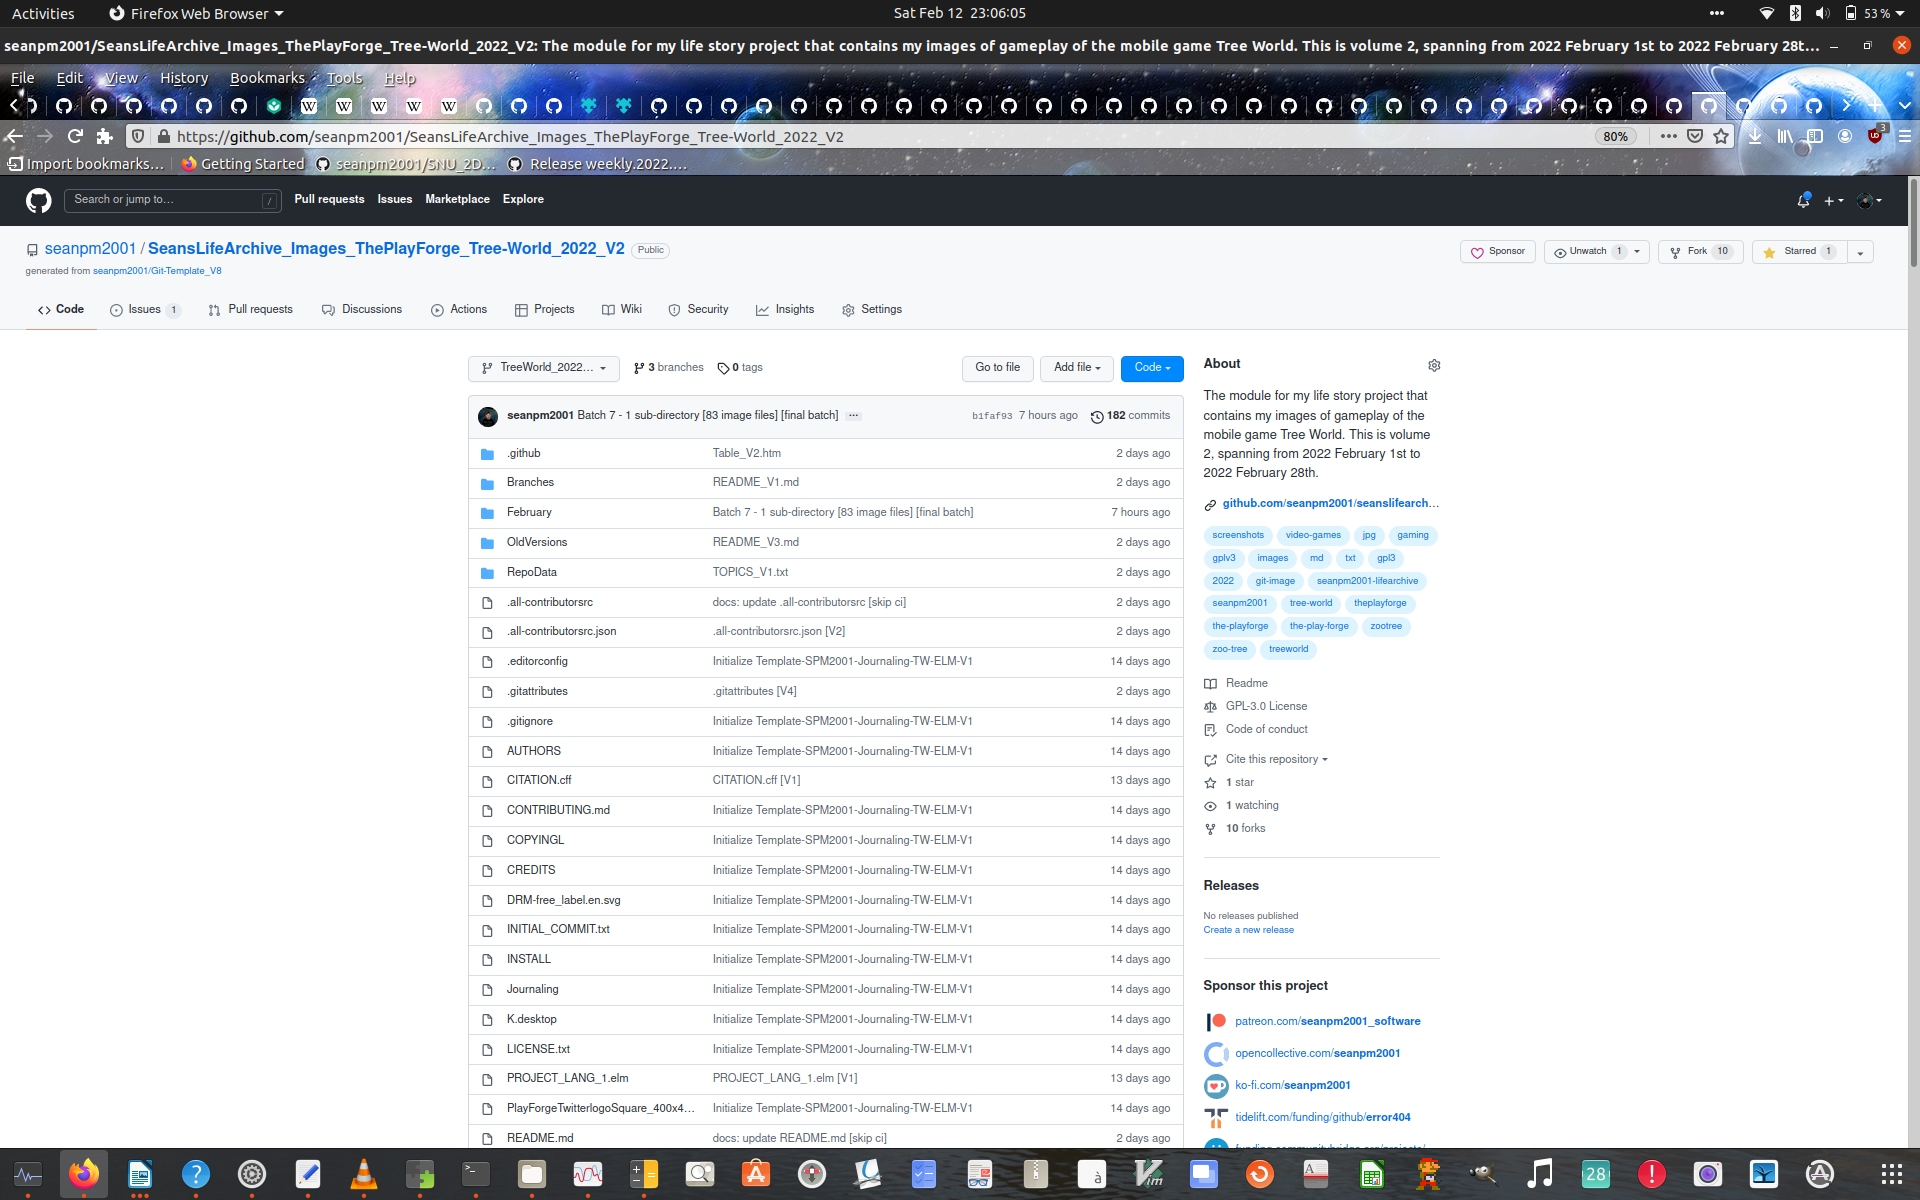 Activities
Firefox Web Browser
Sat Feb 12 23:06:05
53 %
seanpm2001/SeansLifeArchive_Images_ThePlayForge_Tree-World_2022_V2: The module for my life story project that contains my images of gameplay of the mobile game Tree World. This is volume 2, spanning from 2022 February 1st to 2022 February 28t…
File Edit View History Bookmarks Tools Help
https://github.com/seanpm2001/SeansLifeArchive_Images_ThePlayForge_Tree-World_2022_V2
80%
3
Import bookmarks…
Getting Started
seanpm2001/SNU_2D…
Release weekly.2022.…
Search or jump to… /
Pull requests Issues Marketplace Explore
seanpm2001 / SeansLifeArchive_Images_ThePlayForge_Tree-World_2022_V2 Public
Sponsor
Unwatch 1
Fork 10
Starred 1
generated from seanpm2001/Git-Template_V8
Code
Issues 1
Pull requests
Discussions
Actions
Projects
Wiki
Security
Insights
Settings
TreeWorld_2022…
3 branches
0 tags
Go to file
Add file
Code
seanpm2001 Batch 7 - 1 sub-directory [83 image files] [final batch] …
b1faf93 7 hours ago
182 commits
.github Table_V2.htm 2 days ago
Branches README_V1.md 2 days ago
February Batch 7 - 1 sub-directory [83 image files] [final batch] 7 hours ago
OldVersions README_V3.md 2 days ago
RepoData TOPICS_V1.txt 2 days ago
.all-contributorsrc docs: update .all-contributorsrc [skip ci] 2 days ago
.all-contributorsrc.json .all-contributorsrc.json [V2] 2 days ago
.editorconfig Initialize Template-SPM2001-Journaling-TW-ELM-V1 14 days ago
.gitattributes .gitattributes [V4] 2 days ago
.gitignore Initialize Template-SPM2001-Journaling-TW-ELM-V1 14 days ago
AUTHORS Initialize Template-SPM2001-Journaling-TW-ELM-V1 14 days ago
CITATION.cff CITATION.cff [V1] 13 days ago
CONTRIBUTING.md Initialize Template-SPM2001-Journaling-TW-ELM-V1 14 days ago
COPYINGL Initialize Template-SPM2001-Journaling-TW-ELM-V1 14 days ago
CREDITS Initialize Template-SPM2001-Journaling-TW-ELM-V1 14 days ago
DRM-free_label.en.svg Initialize Template-SPM2001-Journaling-TW-ELM-V1 14 days ago
INITIAL_COMMIT.txt Initialize Template-SPM2001-Journaling-TW-ELM-V1 14 days ago
INSTALL Initialize Template-SPM2001-Journaling-TW-ELM-V1 14 days ago
Journaling Initialize Template-SPM2001-Journaling-TW-ELM-V1 14 days ago
K.desktop Initialize Template-SPM2001-Journaling-TW-ELM-V1 14 days ago
LICENSE.txt Initialize Template-SPM2001-Journaling-TW-ELM-V1 14 days ago
PROJECT_LANG_1.elm PROJECT_LANG_1.elm [V1] 13 days ago
PlayForgeTwitterlogoSquare_400x4… Initialize Template-SPM2001-Journaling-TW-ELM-V1 14 days ago
README.md docs: update README.md [skip ci] 2 days ago
About
The module for my life story project that
contains my images of gameplay of the
mobile game Tree World. This is volume
2, spanning from 2022 February 1st to
2022 February 28th.
github.com/seanpm2001/seanslifearch…
screenshots video-games jpg gaming
gplv3 images md txt gpl3
2022 git-image seanpm2001-lifearchive
seanpm2001 tree-world theplayforge
the-playforge the-play-forge zootree
zoo-tree treeworld
Readme
GPL-3.0 License
Code of conduct
Cite this repository
1 star
1 watching
10 forks
Releases
No releases published
Create a new release
Sponsor this project
patreon.com/seanpm2001_software
opencollective.com/seanpm2001
ko-fi.com/seanpm2001
tidelift.com/funding/github/error404
28